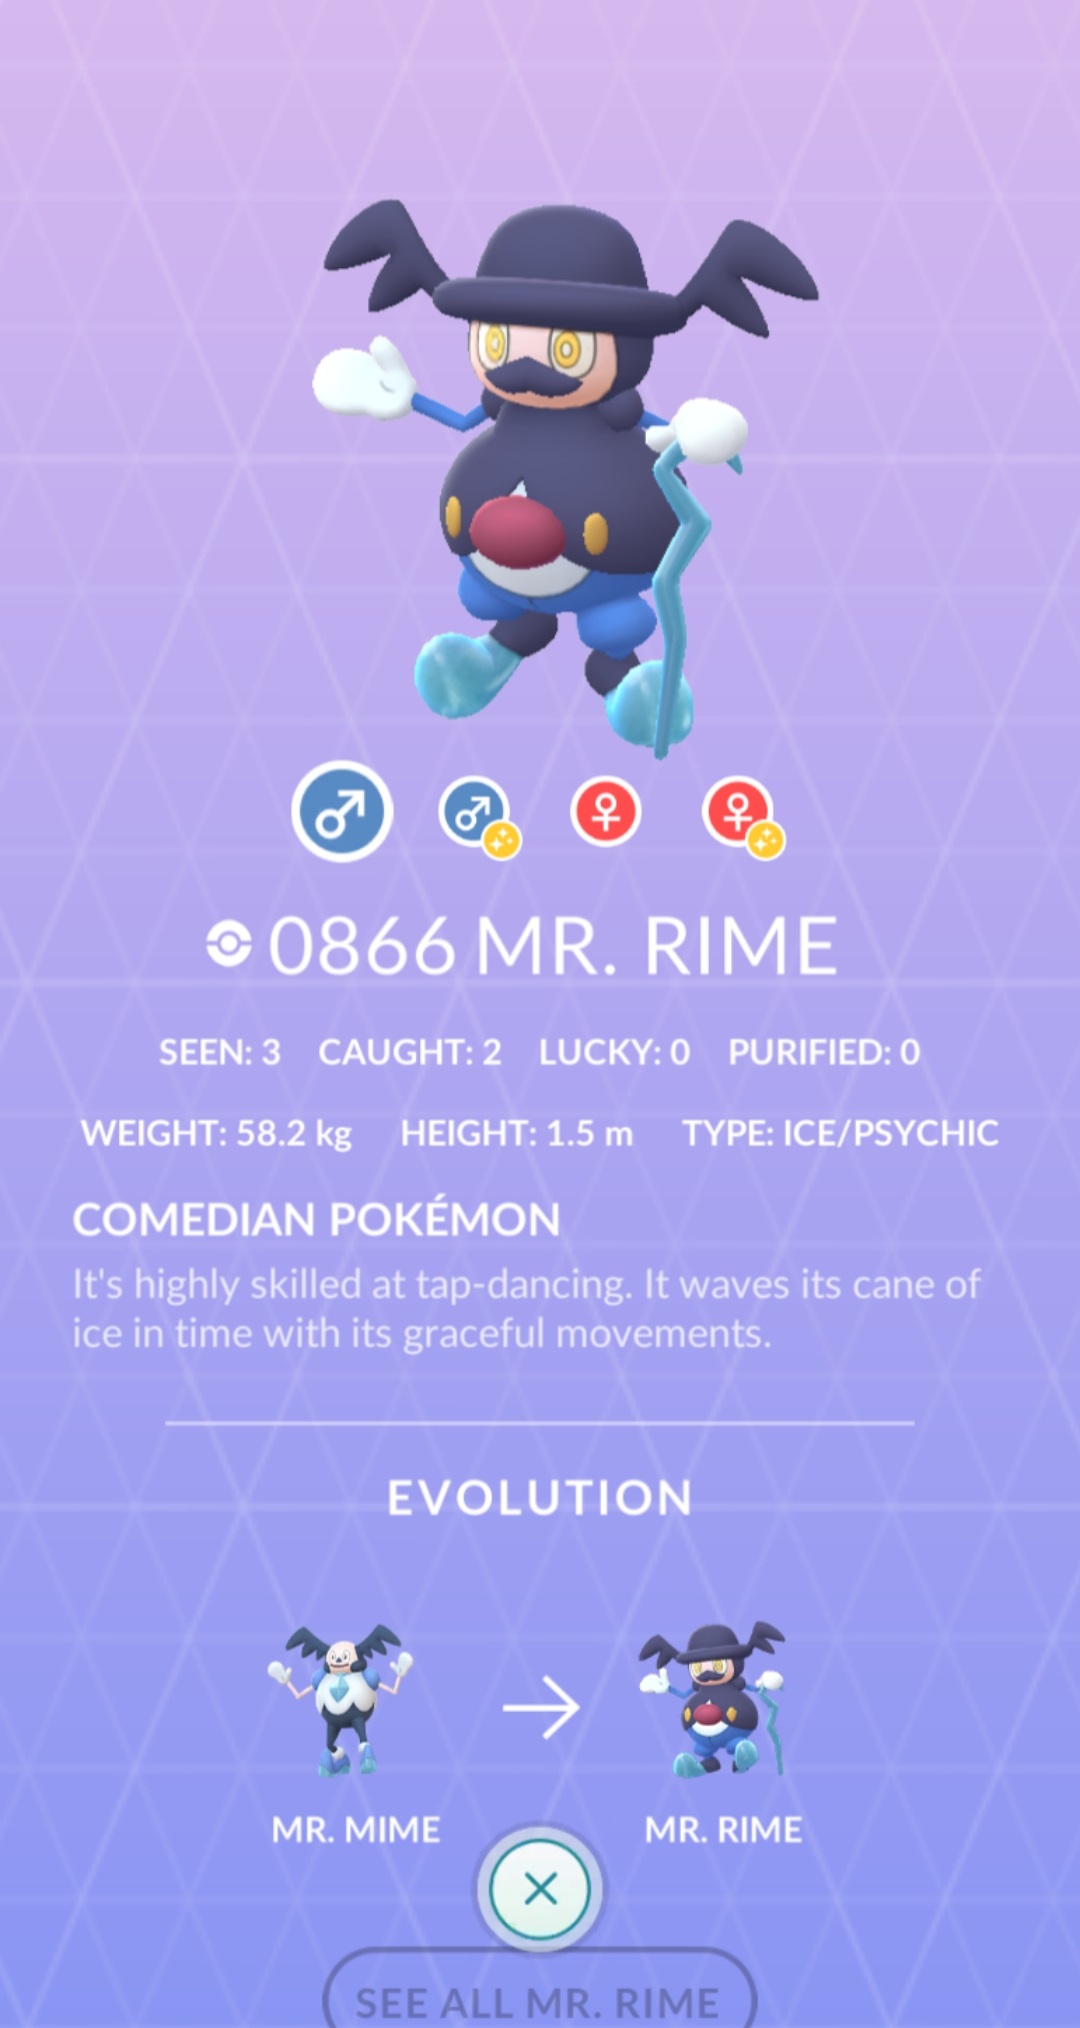 0866 MR. RIME
SEEN: 3 CAUGHT: 2 LUCKY: 0 PURIFIED: 0
WEIGHT: 58.2 kg HEIGHT: 1.5 m TYPE: ICE/PSYCHIC
COMEDIAN POKÉMON
It's highly skilled at tap-dancing. It waves its cane of
ice in time with its graceful movements.
EVOLUTION
MR. MIME MR. RIME
SEE ALL MR. RIME